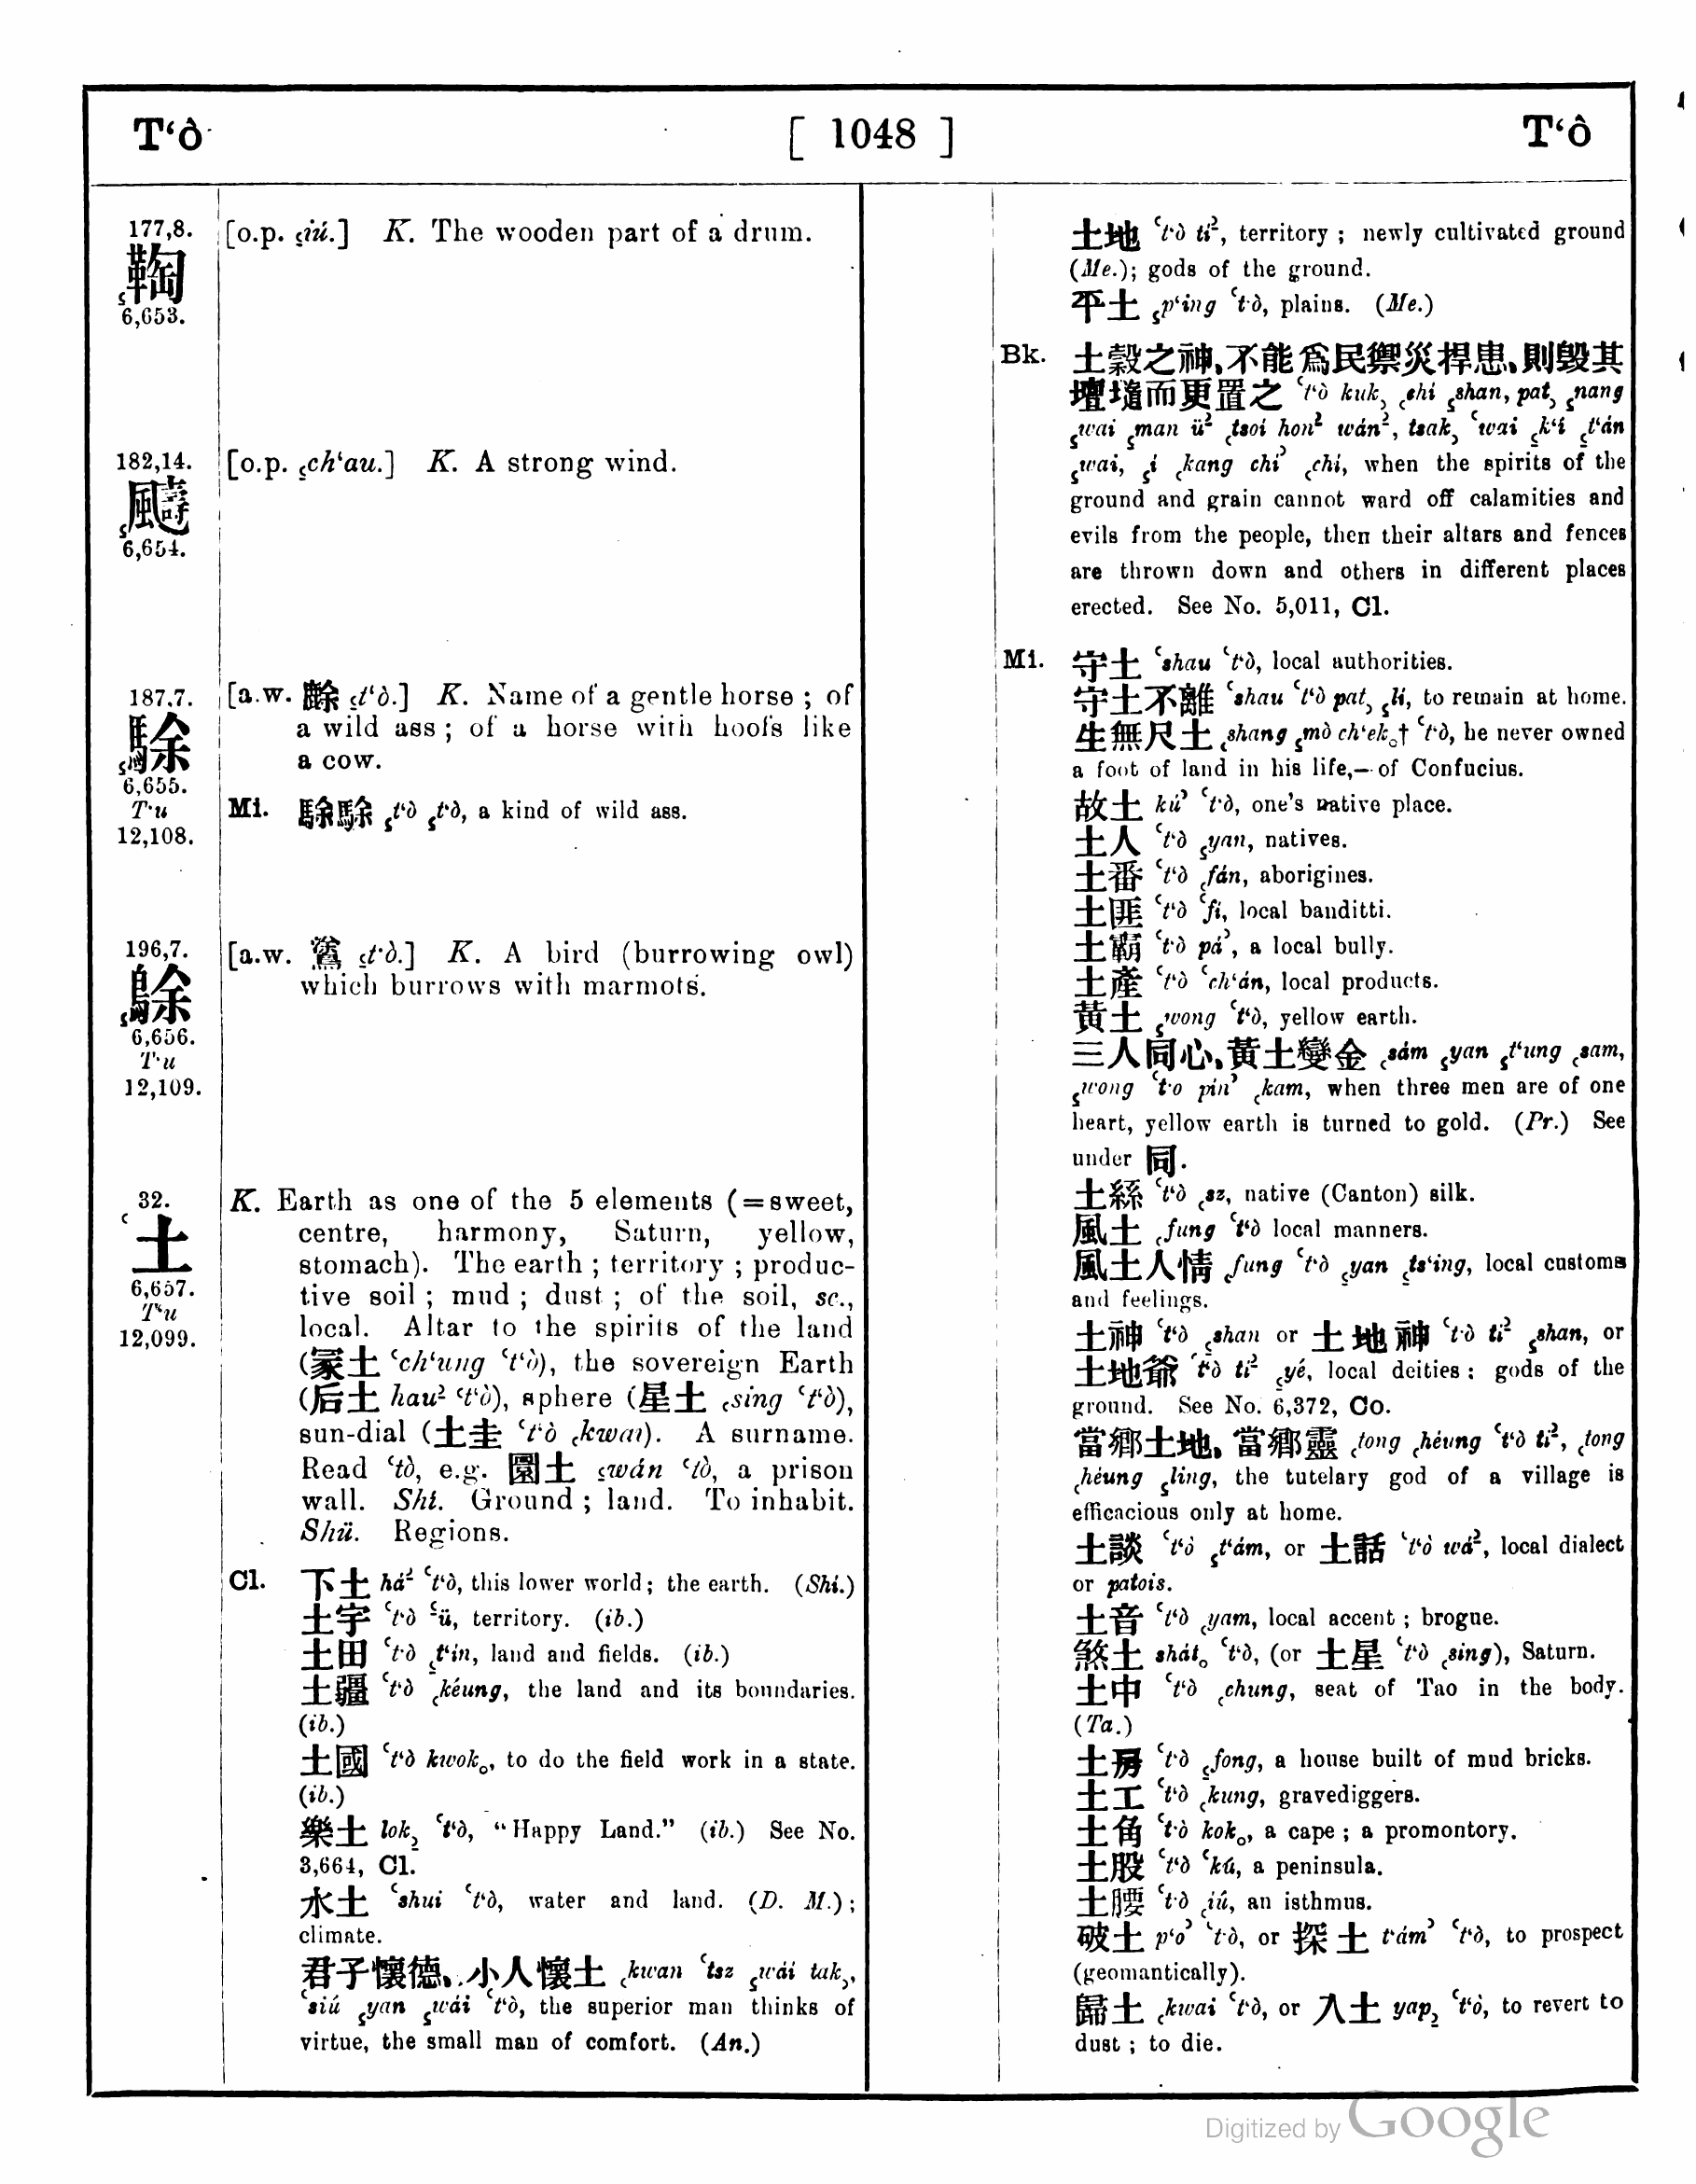 T‘ô [ 1048 ] T‘ô
177,8.
鞫
6,653.
[o.p. ꜁iú.] K. The wooden part of a drum.
182,14.
6,654.
[o.p. ꜁ch‘au.] K. A strong wind.
187,7.
駼
6,655.
T‘u
12,108.
[a.w. ꜁t‘ò.] K. Name of a gentle horse ; of
a wild ass ; of a horse with hoofs like
a cow.
Mi. 駼駼 ꜁t‘ò ꜁t‘ò, a kind of wild ass.
196,7.
鵌
6,656.
T‘u
12,109.
[a.w. ꜁t‘ò.] K. A bird (burrowing owl)
which burrows with marmots.
32.
꜂土
6,657.
T‘u
12,099.
K. Earth as one of the 5 elements (=sweet,
centre, harmony, Saturn, yellow,
stomach). The earth ; territory ; produc-
tive soil ; mud ; dust ; of the soil, sc.,
local. Altar to the spirits of the land
(冢土 ꜂ch‘ung ꜂t‘ò), the sovereign Earth
(后土 hau² ꜂t‘ò), sphere (星土 ꜀sing ꜂t‘ò),
sun-dial (土圭 ꜂t‘ò ꜀kwai). A surname.
Read ꜂tò, e.g. 圜土 ꜁wán ꜂tò, a prison
wall. Shí. Ground ; land. To inhabit.
Shü. Regions.
Cl. 下土 há² ꜂t‘ò, this lower world; the earth. (Shí.)
土宇 ꜂t‘ò ꜃ü, territory. (ib.)
土田 ꜂t‘ò ꜁t‘ín, land and fields. (ib.)
土疆 ꜂t‘ò ꜀kéung, the land and its boundaries.
(ib.)
土國 ꜂t‘ò kwok꜆, to do the field work in a state.
(ib.)
樂土 lok꜇ ꜂t‘ò, “Happy Land.” (ib.) See No.
3,664, Cl.
水土 ꜂shui ꜂t‘ò, water and land. (D. M.);
climate.
君子懷德、小人懷土 ꜀kwan ꜂tsz ꜁wái tak꜆,
꜂siú ꜁yan ꜁wái ꜂t‘ò, the superior man thinks of
virtue, the small man of comfort. (An.)
土地 ꜂t‘ò tí², territory ; newly cultivated ground
(Me.); gods of the ground.
平土 ꜁p‘ing ꜂t‘ò, plains. (Me.)
Bk. 土穀之神、不能爲民禦災捍患、則毀其
壇壝而更置之 ꜂t‘ò kuk꜆ ꜀chí ꜁shan, pat꜆ ꜁nang
꜁wai ꜁man ü² ꜀tsoi hon² wán², tsak꜆ ꜂wai ꜁k‘í ꜁t‘án
꜁wai, ꜁í ꜀kang chí꜄ ꜀chí, when the spirits of the
ground and grain cannot ward off calamities and
evils from the people, then their altars and fences
are thrown down and others in different places
erected. See No. 5,011, Cl.
Mi. 守土 ꜂shau ꜂t‘ò, local authorities.
守土不離 ꜂shau ꜂t‘ò pat꜆ ꜁lí, to remain at home.
生無尺土 ꜀shang ꜁mò ch‘ek꜆† ꜂t‘ò, he never owned
a foot of land in his life,— of Confucius.
故土 kú꜄ ꜂t‘ò, one's native place.
土人 ꜂t‘ò ꜁yan, natives.
土番 ꜂t‘ò ꜀fán, aborigines.
土匪 ꜂t‘ò ꜂fí, local banditti.
土霸 ꜂t‘ò pá꜄, a local bully.
土產 ꜂t‘ò ꜂ch‘án, local products.
黃土 ꜁wong ꜂t‘ò, yellow earth.
三人同心、黃土變金 ꜀sám ꜁yan ꜁t‘ung ꜀sam,
꜁wong ꜂t‘o pín꜄ ꜀kam, when three men are of one
heart, yellow earth is turned to gold. (Pr.) See
under 同.
土絲 ꜂t‘ò ꜀sz, native (Canton) silk.
風土 ꜀fung ꜂t‘ò local manners.
風土人情 ꜀fung ꜂t‘ò ꜁yan ꜁ts‘ing, local customs
and feelings.
土神 ꜂t‘ò ꜁shan or 土地神 ꜂t‘ò tí² ꜁shan, or
土地爺 ꜂t‘ò tí² ꜁yé, local deities: gods of the
ground. See No. 6,372, Co.
當鄉土地、當鄉靈 ꜀tong ꜀héung ꜂t‘ò tí², ꜀tong
꜀héung ꜁ling, the tutelary god of a village is
efficacious only at home.
土談 ꜂t‘ò ꜁t‘ám, or 土話 ꜂t‘ò wá², local dialect
or patois.
土音 ꜂t‘ò ꜀yam, local accent ; brogue.
煞土 shát꜆ ꜂t‘ò, (or 土星 ꜂t‘ò ꜀sing), Saturn.
土中 ꜂t‘ò ꜀chung, seat of Tao in the body.
(Ta.)
土房 ꜂t‘ò ꜁fong, a house built of mud bricks.
土工 ꜂t‘ò ꜀kung, gravediggers.
土角 ꜂t‘ò kok꜆, a cape ; a promontory.
土股 ꜂t‘ò ꜂kú, a peninsula.
土腰 ꜂t‘ò ꜀iú, an isthmus.
破土 p‘o꜄ ꜂t‘ò, or 探土 t‘ám꜄ ꜂t‘ò, to prospect
(geomantically).
歸土 ꜀kwai ꜂t‘ò, or 入土 yap꜇ ꜂t‘ò, to revert to
dust ; to die.
Digitized by Google